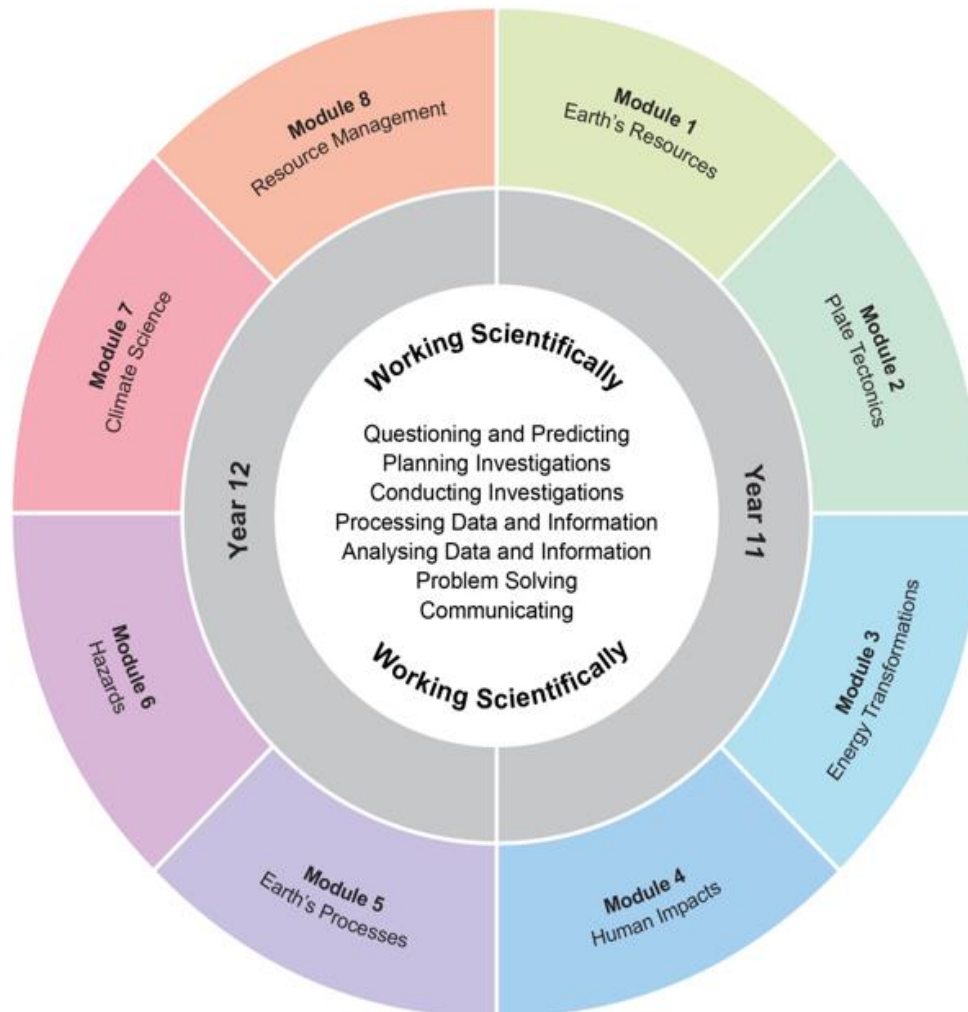 Module 1
Earth's Resources
Module 2
Plate Tectonics
Module 3
Energy Transformations
Module 4
Human Impacts
Module 5
Earth's Processes
Module 6
Hazards
Module 7
Climate Science
Module 8
Resource Management
Year 12
Year 11
Working Scientifically
Questioning and Predicting
Planning Investigations
Conducting Investigations
Processing Data and Information
Analysing Data and Information
Problem Solving
Communicating
Working Scientifically